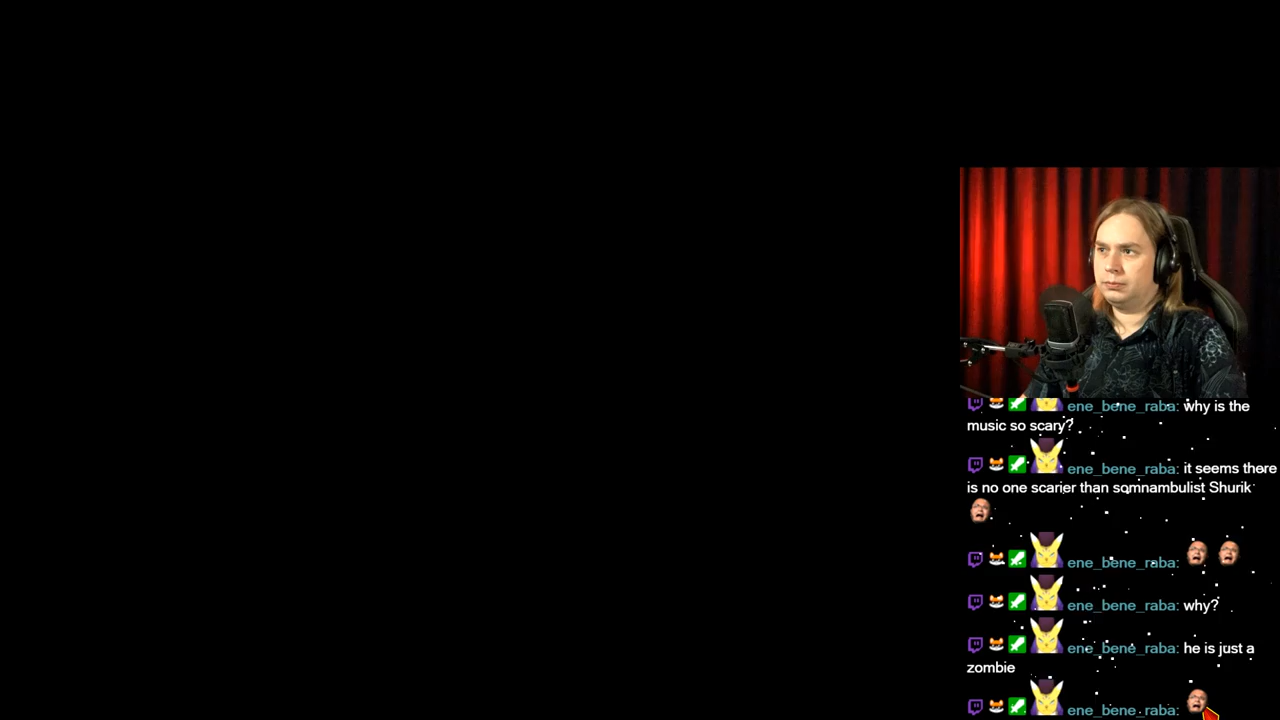 ene_bene_raba: why is the
music so scary?
ene_bene_raba: it seems there
is no one scarier than somnambulist Shurik
ene_bene_raba:
ene_bene_raba: why?
ene_bene_raba: he is just a
zombie
ene_bene_raba: